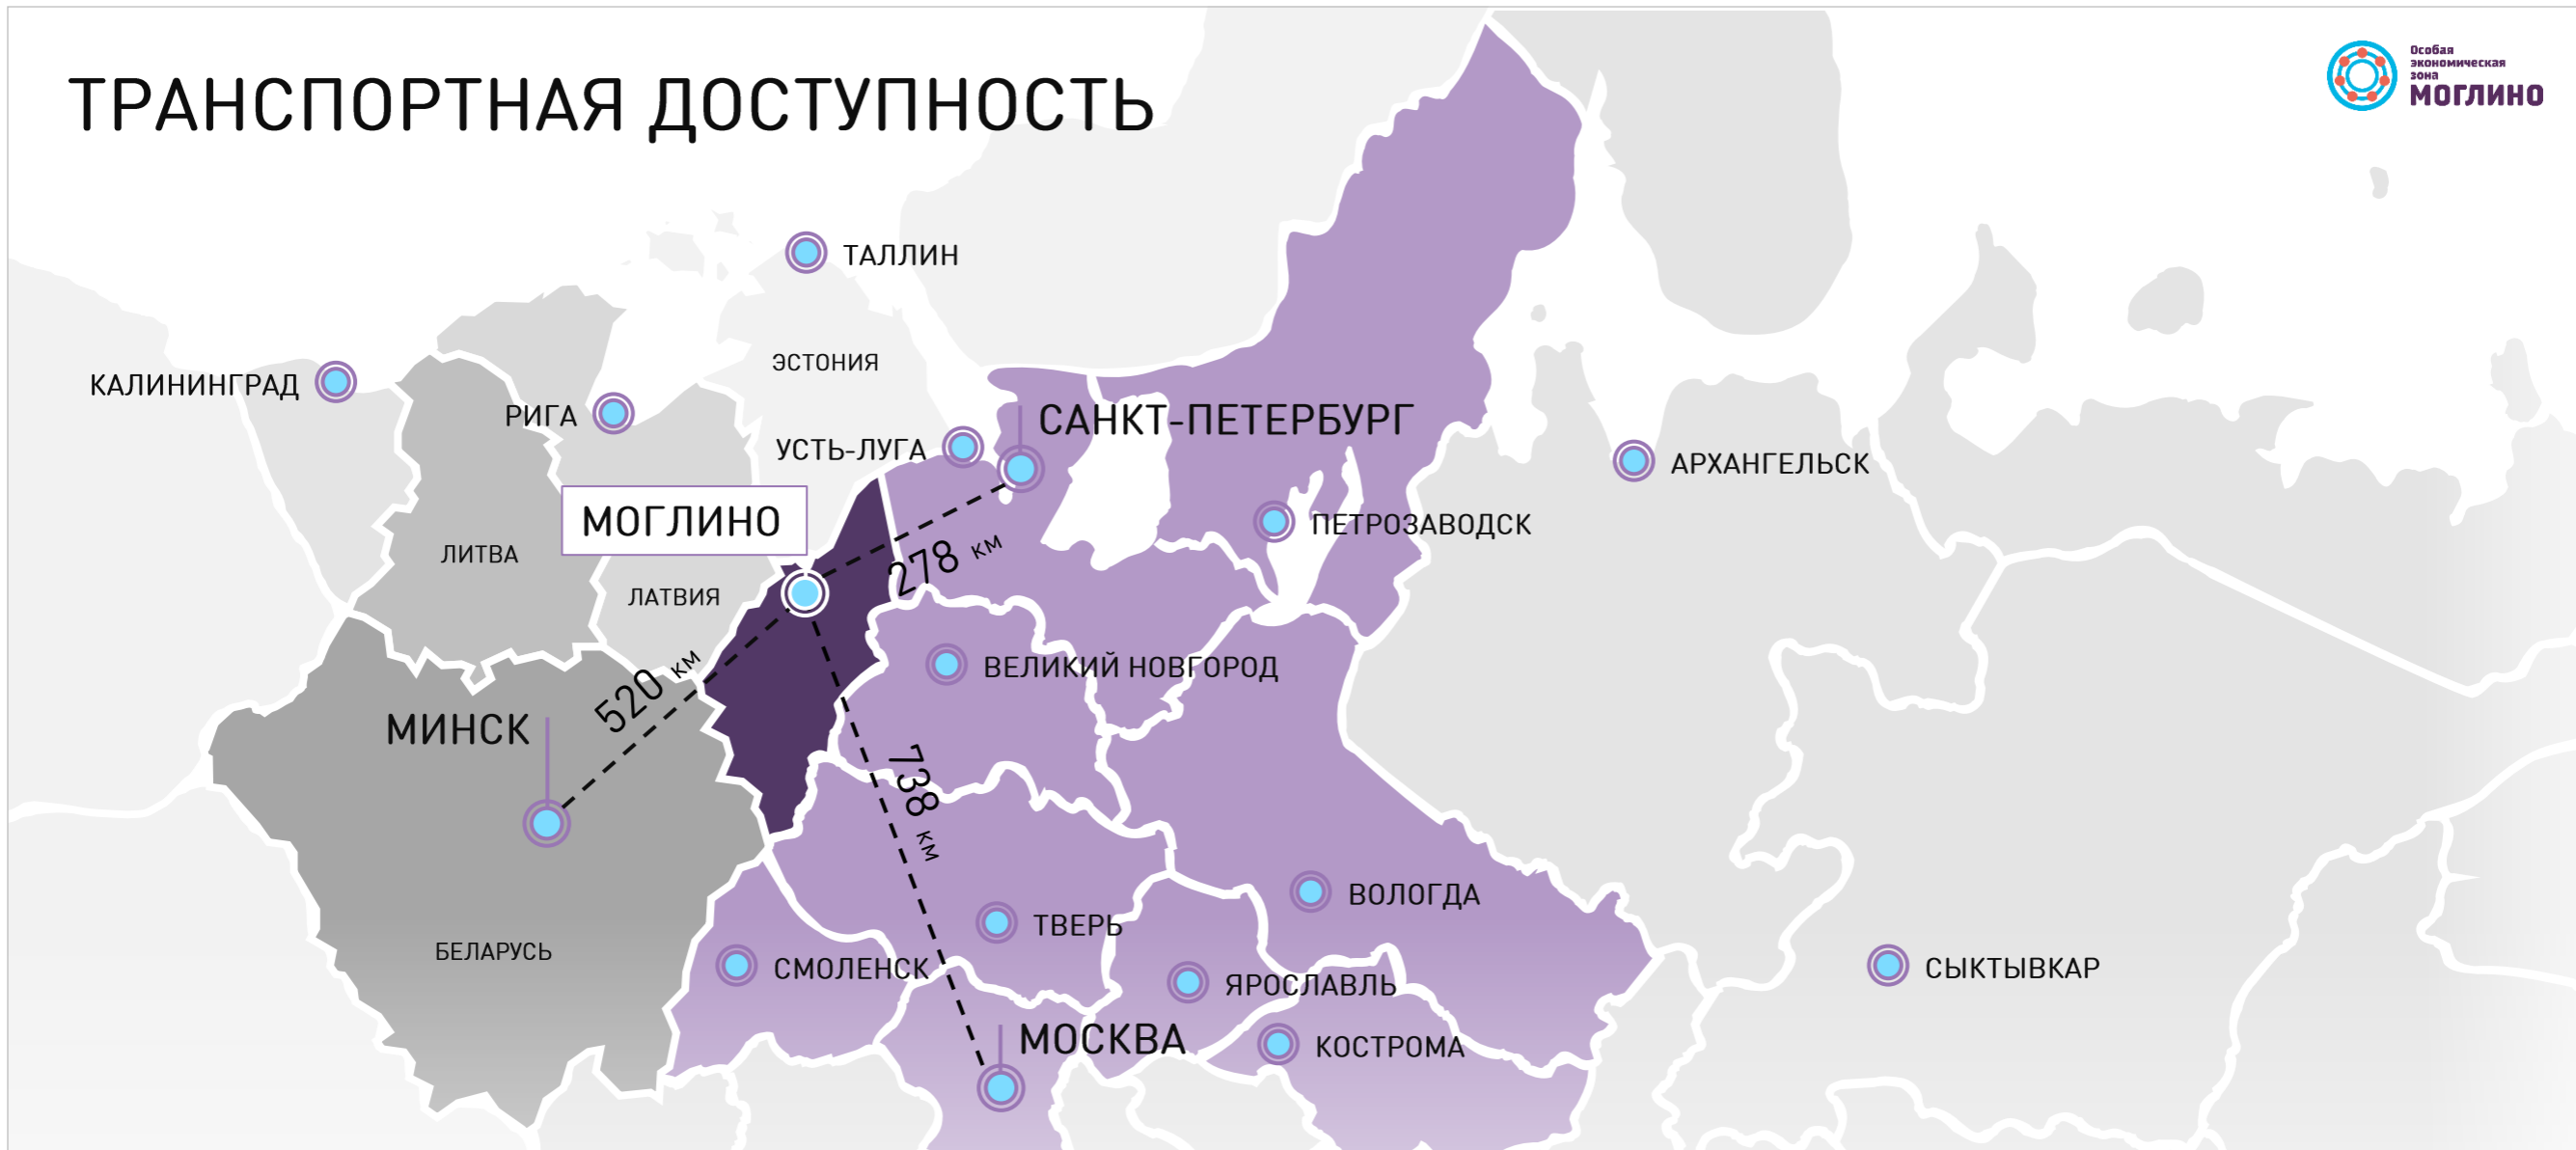 ТРАНСПОРТНАЯ ДОСТУПНОСТЬ
Особая
экономическая
зона
МОГЛИНО
ТАЛЛИН
ЭСТОНИЯ
КАЛИНИНГРАД
РИГА
САНКТ-ПЕТЕРБУРГ
УСТЬ-ЛУГА
АРХАНГЕЛЬСК
МОГЛИНО
ПЕТРОЗАВОДСК
ЛИТВА
278 КМ
ЛАТВИЯ
ВЕЛИКИЙ НОВГОРОД
520 КМ
МИНСК
738 КМ
ВОЛОГДА
ТВЕРЬ
БЕЛАРУСЬ
СМОЛЕНСК
СЫКТЫВКАР
ЯРОСЛАВЛЬ
МОСКВА
КОСТРОМА